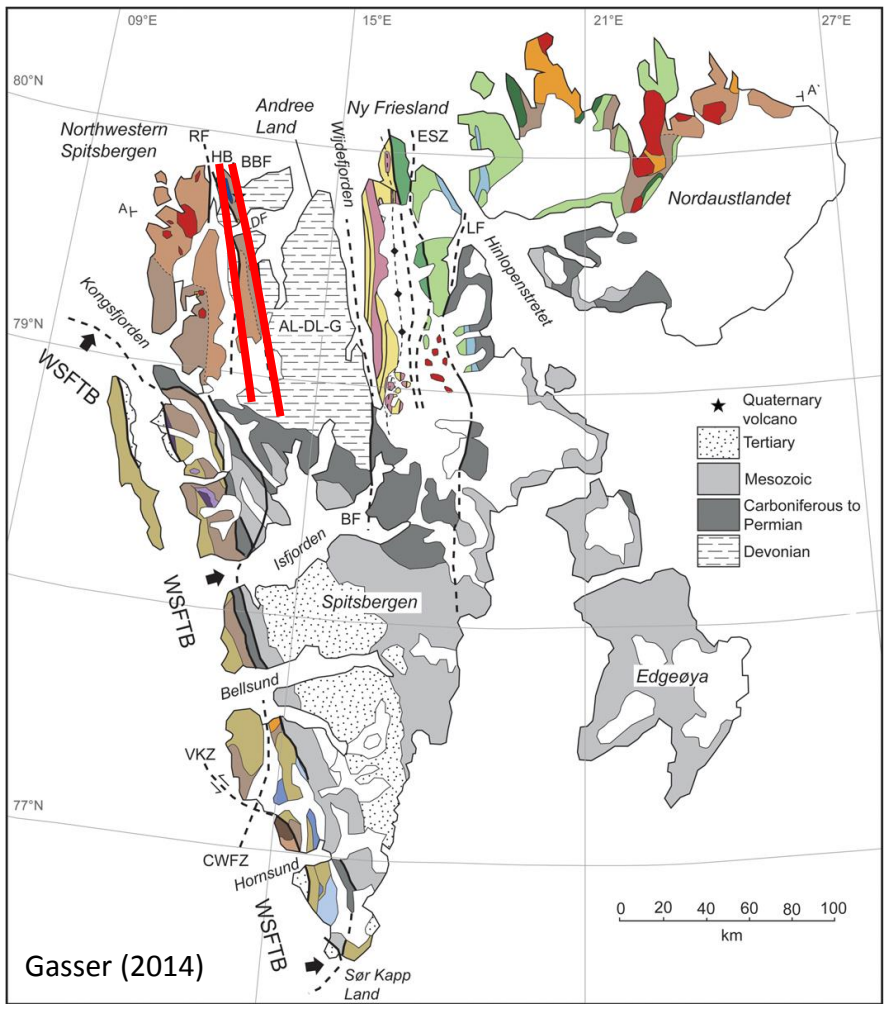 09°E
15°E
21°E
27°E
80°N
79°N
77°N
Northwestern
Spitsbergen
RF
HB
BBF
DF
Andree
Land
Wijdefjorden
Ny Friesland
ESZ
LF
Hinlopenstretet
Nordaustlandet
A
A'
Kongsfjorden
WSFTB
AL-DL-G
BF
Isfjorden
WSFTB
Spitsbergen
Bellsund
Edgeøya
VKZ
CWFZ
Hornsund
WSFTB
Sør Kapp
Land
Quaternary
volcano
Tertiary
Mesozoic
Carboniferous to
Permian
Devonian
0 20 40 60 80 100
km
Gasser (2014)